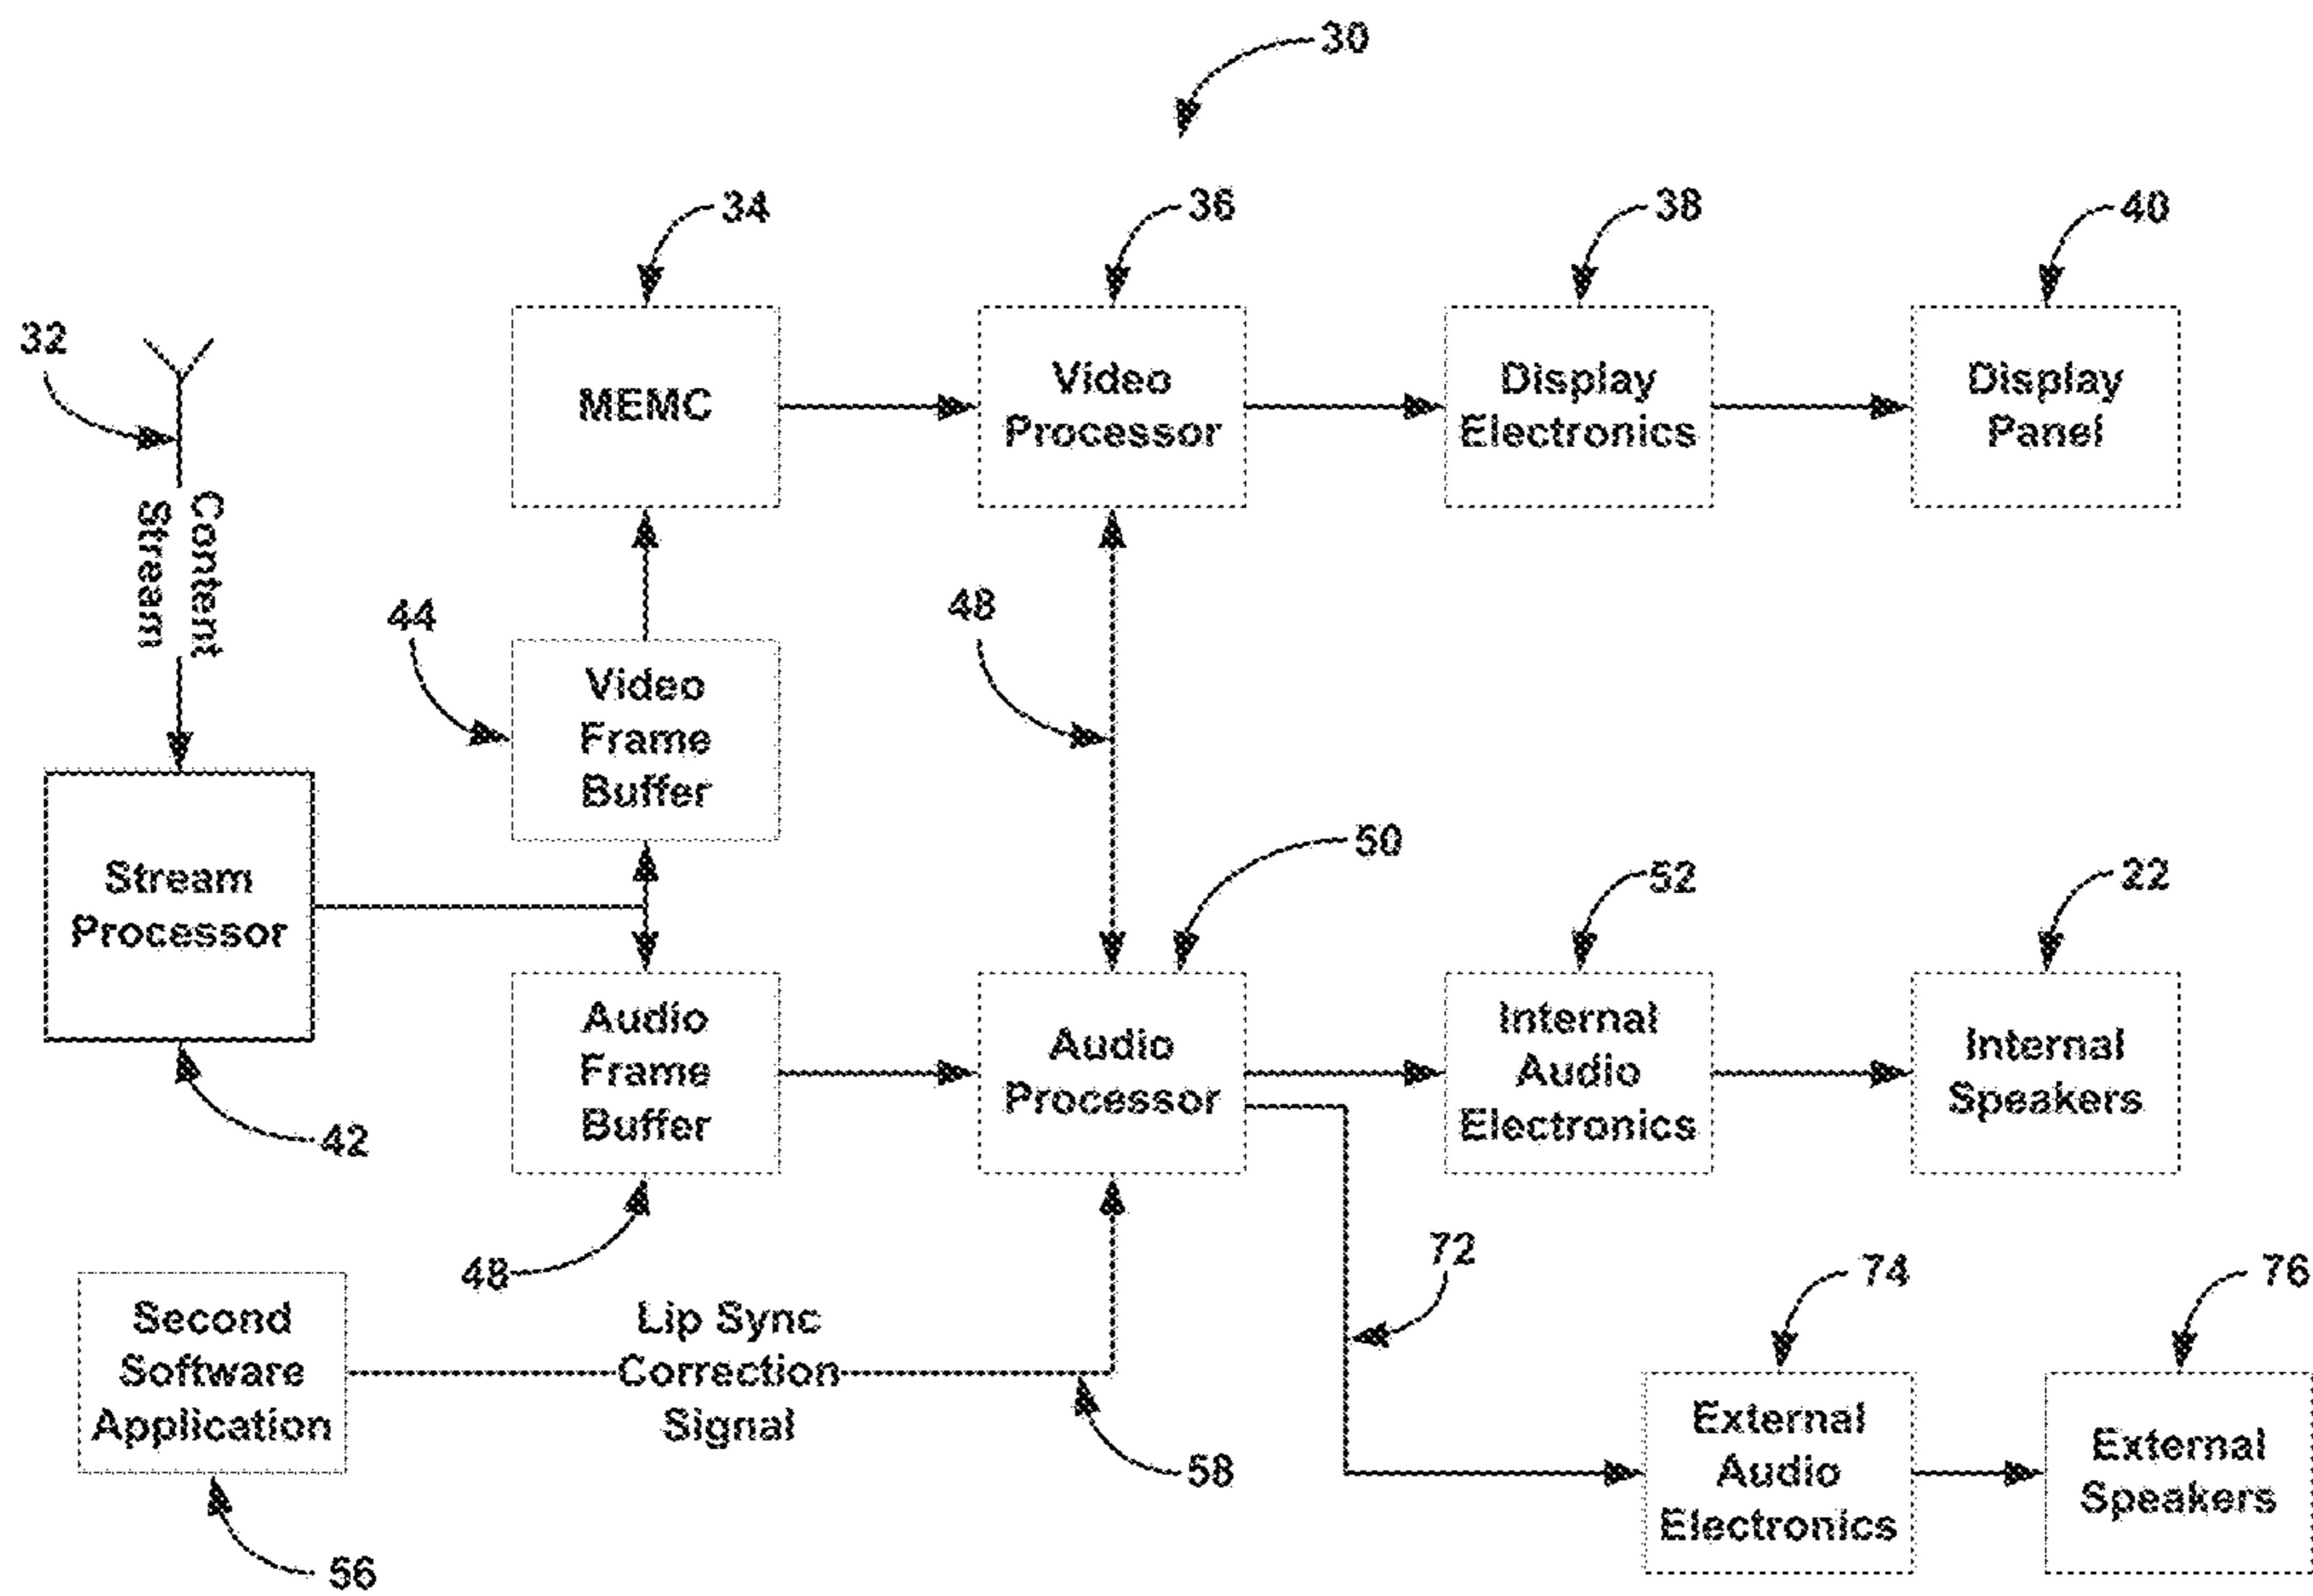 30
34
36
38
40
32
MEMC
Video
Processor
Display
Electronics
Display
Panel
Content
Stream
44
48
Video
Frame
Buffer
50
52
22
Stream
Processor
Audio
Frame
Buffer
Audio
Processor
Internal
Audio
Electronics
Internal
Speakers
42
48
72
74
76
Second
Software
Application
Lip Sync
Correction
Signal
58
External
Audio
Electronics
External
Speakers
56